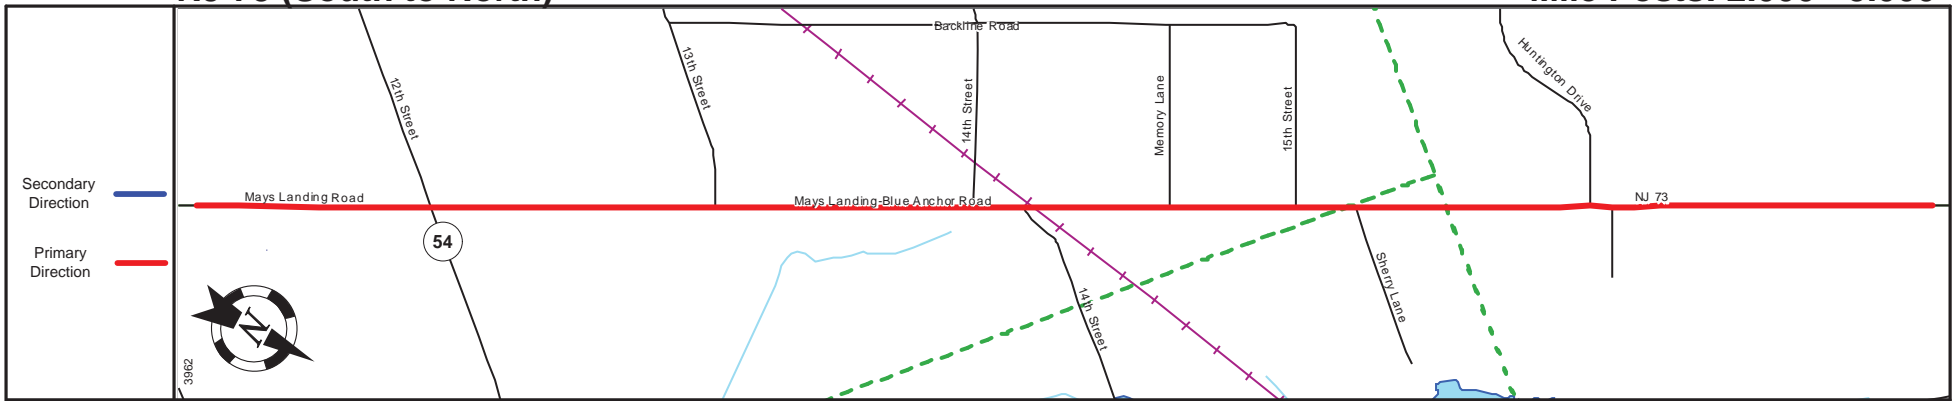 Backline Road
13th Street
12th Street
14th Street
Memory Lane
15th Street
Huntington Drive
Secondary
Direction
Mays Landing Road
Mays Landing-Blue Anchor Road
NJ 73
54
Primary
Direction
Sherry Lane
14th Street
N
3962